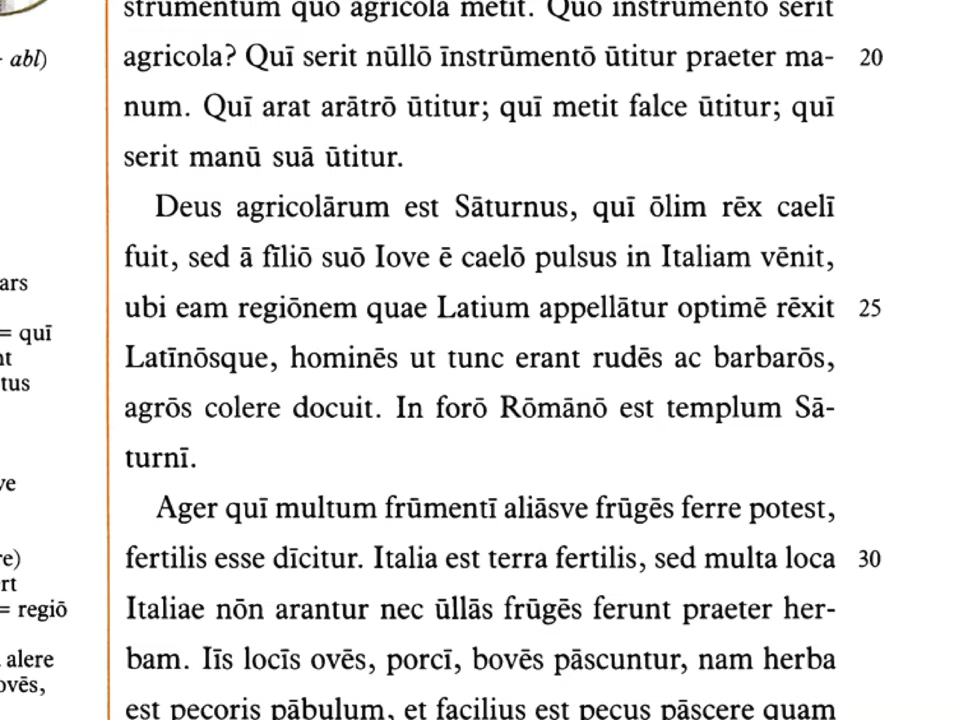 strūmentum quō agricola metit. Quō īnstrūmentō serit
agricola? Quī serit nūllō īnstrūmentō ūtitur praeter ma-
num. Quī arat arātrō ūtitur; quī metit falce ūtitur; quī
serit manū suā ūtitur.
Deus agricolārum est Sāturnus, quī ōlim rēx caelī
fuit, sed ā fīliō suō Iove ē caelō pulsus in Italiam vēnit,
ubi eam regiōnem quae Latium appellātur optimē rēxit
Latīnōsque, hominēs ut tunc erant rudēs ac barbarōs,
agrōs colere docuit. In forō Rōmānō est templum Sā-
turnī.
Ager quī multum frūmentī aliāsve frūgēs ferre potest,
fertilis esse dīcitur. Italia est terra fertilis, sed multa loca
Italiae nōn arantur nec ūllās frūgēs ferunt praeter her-
bam. Iīs locīs ovēs, porcī, bovēs pāscuntur, nam herba
est pecoris pābulum, et facilius est pecus pāscere quam
20
25
30
abl)
ars
= quī
tus
= regiō
alere
ovēs,